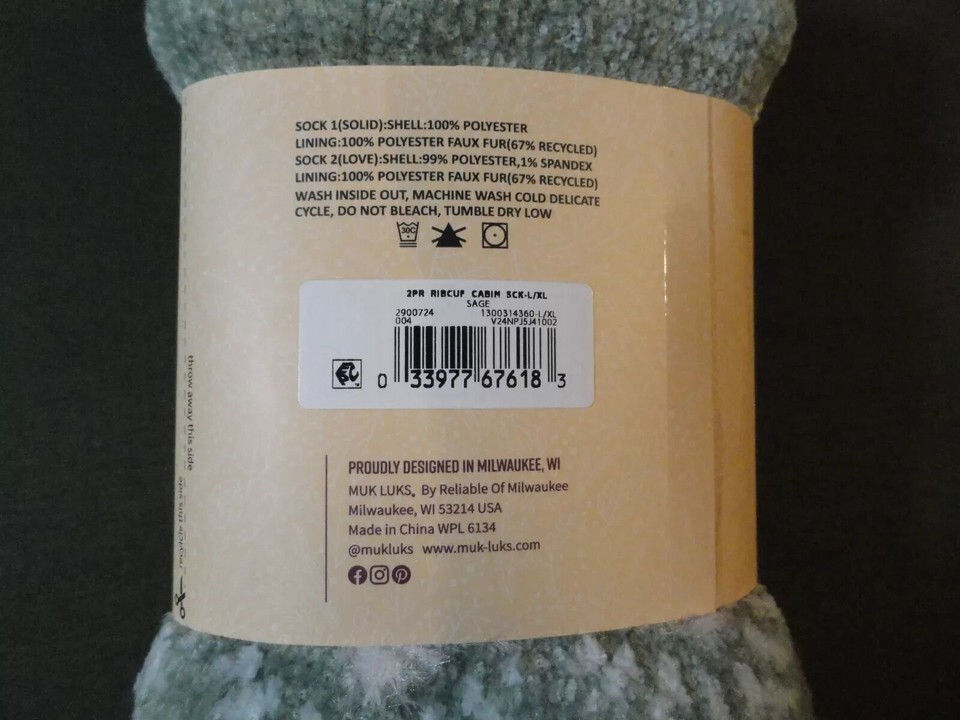 SOCK 1(SOLID):SHELL:100% POLYESTER
LINING:100% POLYESTER FAUX FUR(67% RECYCLED)
SOCK 2(LOVE):SHELL:99% POLYESTER,1% SPANDEX
LINING:100% POLYESTER FAUX FUR(67% RECYCLED)
WASH INSIDE OUT, MACHINE WASH COLD DELICATE
CYCLE, DO NOT BLEACH, TUMBLE DRY LOW
30C
2PR RIBCUF CABIN SCK-L/XL
SAGE
2900724 1300314360-L/XL
004 V24NPJ5J41002
0 33977 67618 3
throw away this side
recycle this side
PROUDLY DESIGNED IN MILWAUKEE, WI
MUK LUKS® By Reliable Of Milwaukee
Milwaukee, WI 53214 USA
Made in China WPL 6134
@mukluks www.muk-luks.com